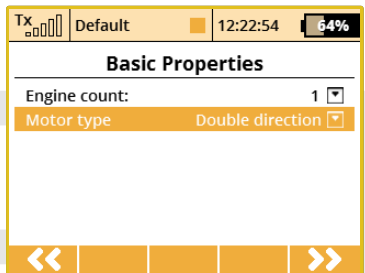 Tx Default 12:22:54 64%
Basic Properties
Engine count: 1
Motor type Double direction